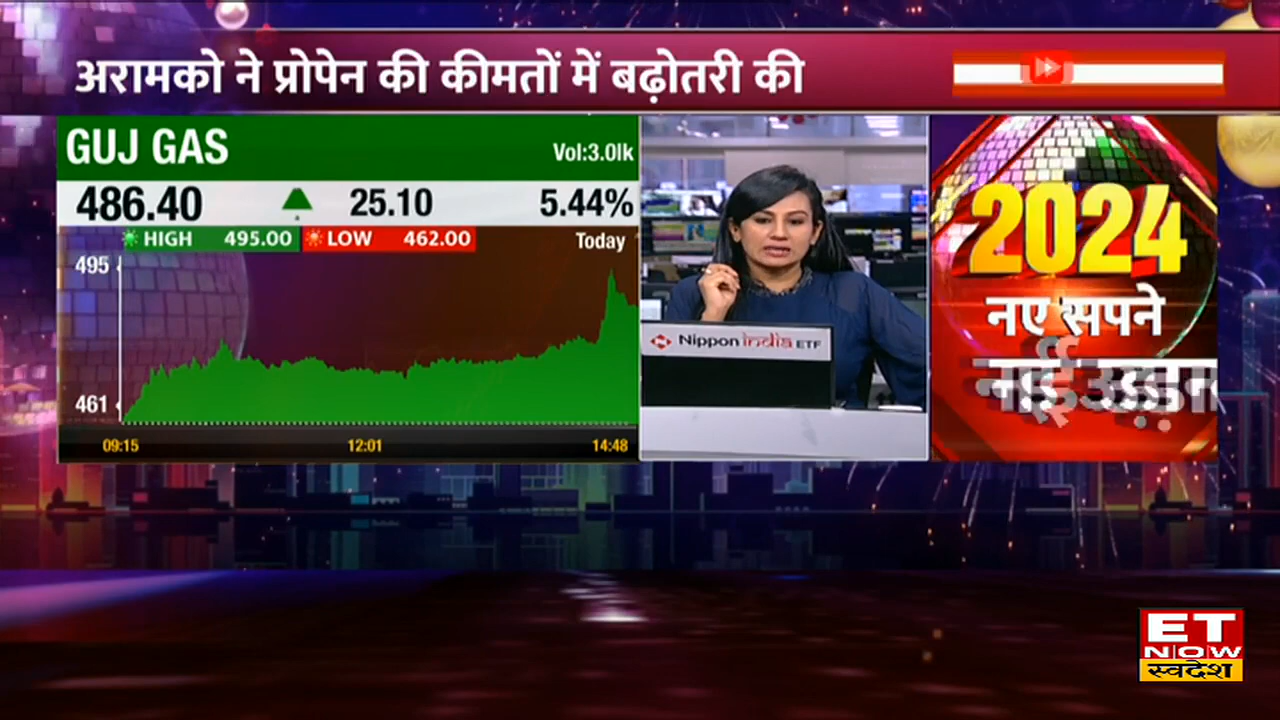 अरामको ने प्रोपेन की कीमतों में बढ़ोतरी की
GUJ GAS
Vol:3.0lk
486.40 25.10 5.44%
HIGH 495.00 LOW 462.00 Today
495
461
09:15 12:01 14:48
Nippon india ETF
2024
नए सपने
ET
NOW
स्वदेश